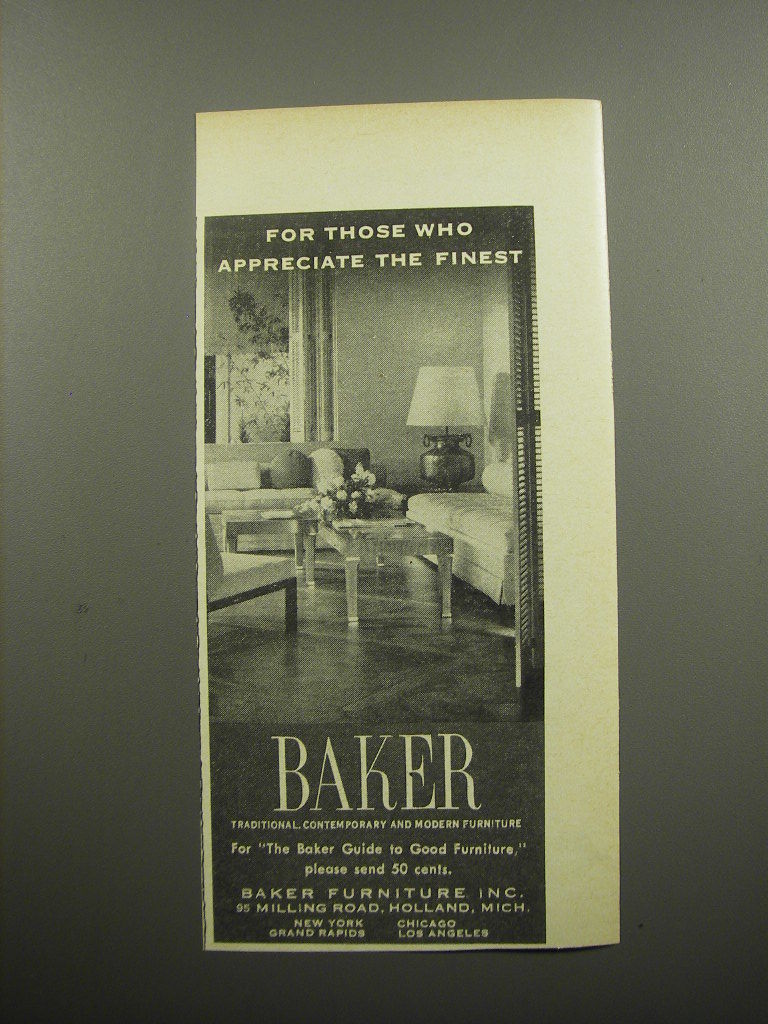 FOR THOSE WHO
APPRECIATE THE FINEST
BAKER
TRADITIONAL, CONTEMPORARY AND MODERN FURNITURE
For "The Baker Guide to Good Furniture,"
please send 50 cents.
BAKER FURNITURE, INC.
95 MILLING ROAD, HOLLAND, MICH.
NEW YORK CHICAGO
GRAND RAPIDS LOS ANGELES